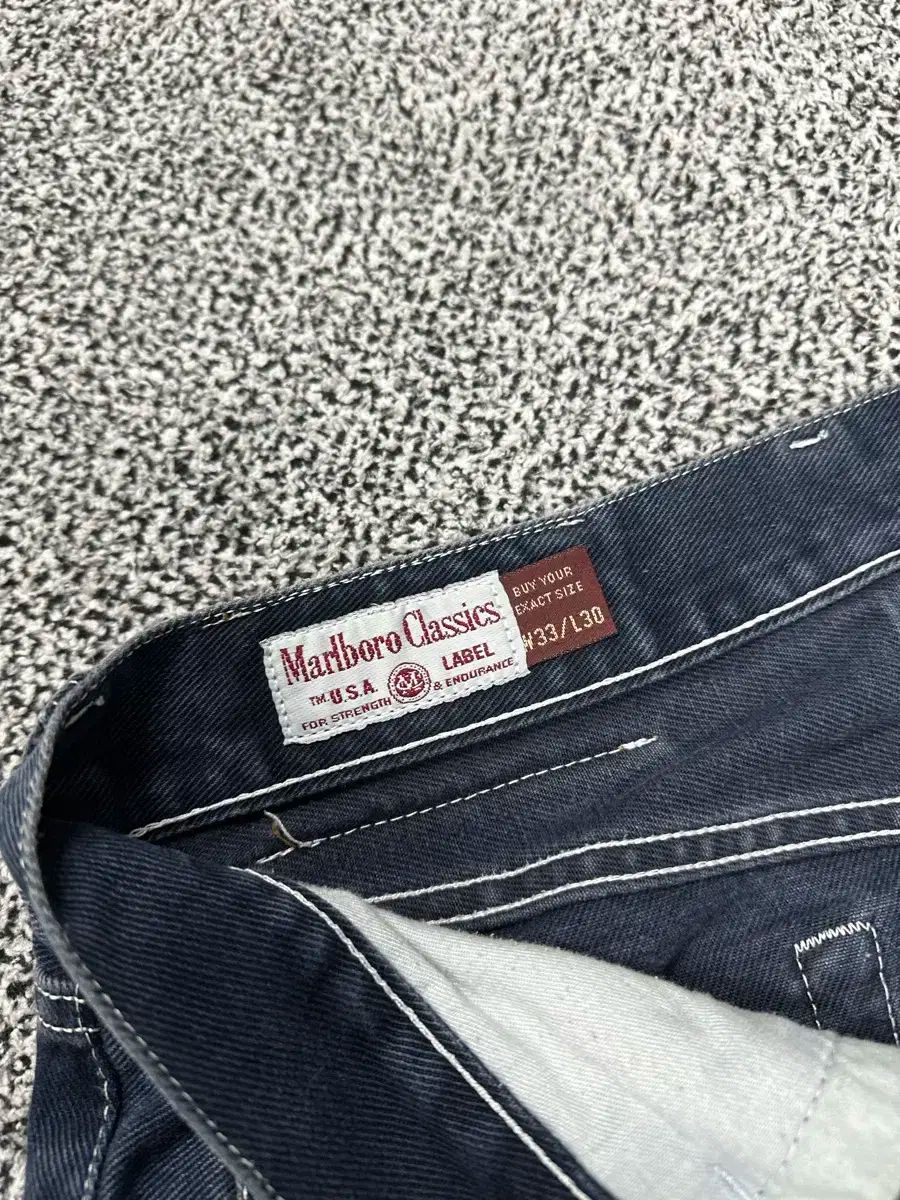 Marlboro Classics
TM U.S.A. M LABEL
FOR STRENGTH & ENDURANCE
BUY YOUR
EXACT SIZE
W33/L30